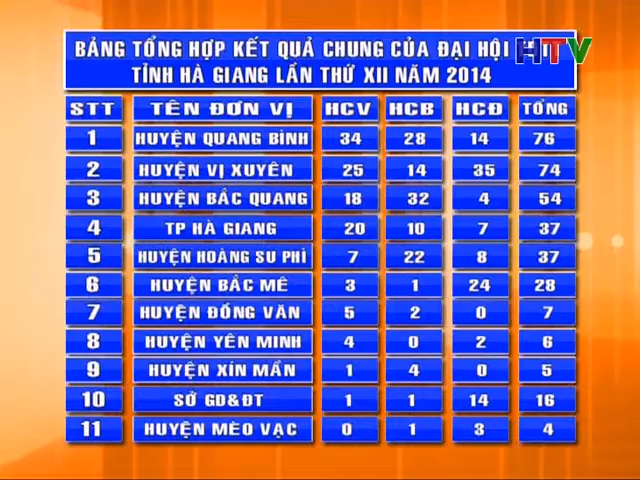 BẢNG TỔNG HỢP KẾT QUẢ CHUNG CỦA ĐẠI HỘI
HTV
TỈNH HÀ GIANG LẦN THỨ XII NĂM 2014
STT TÊN ĐƠN VỊ HCV HCB HCĐ TỔNG
1 HUYỆN QUANG BÌNH 34 28 14 76
2 HUYỆN VỊ XUYÊN 25 14 35 74
3 HUYỆN BẮC QUANG 18 32 4 54
4 TP HÀ GIANG 20 10 7 37
5 HUYỆN HOÀNG SU PHÌ 7 22 8 37
6 HUYỆN BẮC MÊ 3 1 24 28
7 HUYỆN ĐỒNG VĂN 5 2 0 7
8 HUYỆN YÊN MINH 4 0 2 6
9 HUYỆN XÍN MẦN 1 4 0 5
10 SỞ GD&ĐT 1 1 14 16
11 HUYỆN MÈO VẠC 0 1 3 4